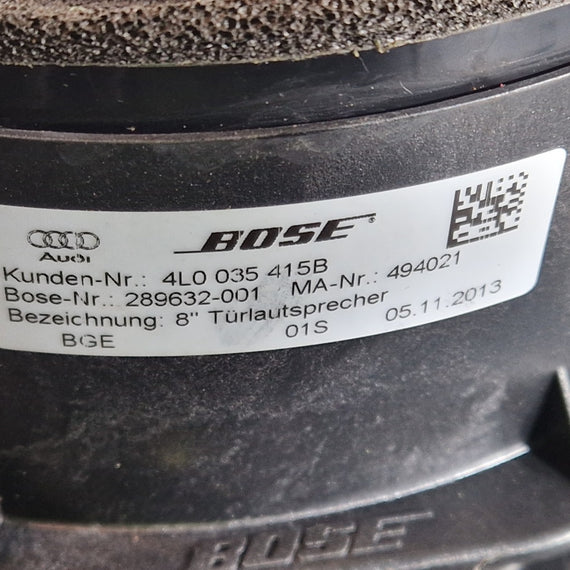 Audi
BOSE®
Kunden-Nr.: 4L0 035 415B
MA-Nr.: 494021
Bose-Nr.: 289632-001
Bezeichnung: 8" Türlautsprecher
05.11.2013
BGE
01S
BOSE